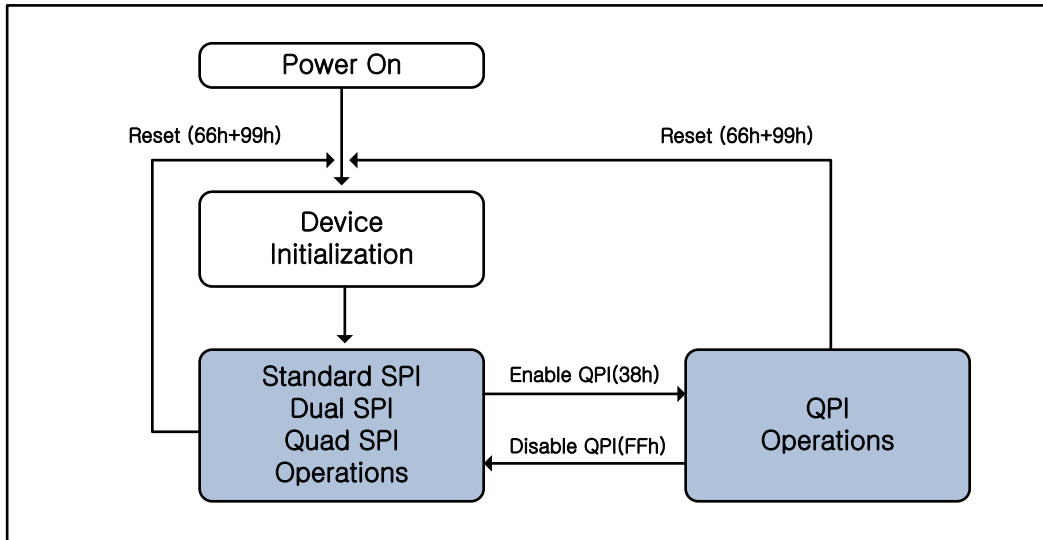 Power On
Reset (66h+99h)
Reset (66h+99h)
Device
Initialization
Standard SPI
Dual SPI
Quad SPI
Operations
Enable QPI(38h)
Disable QPI(FFh)
QPI
Operations